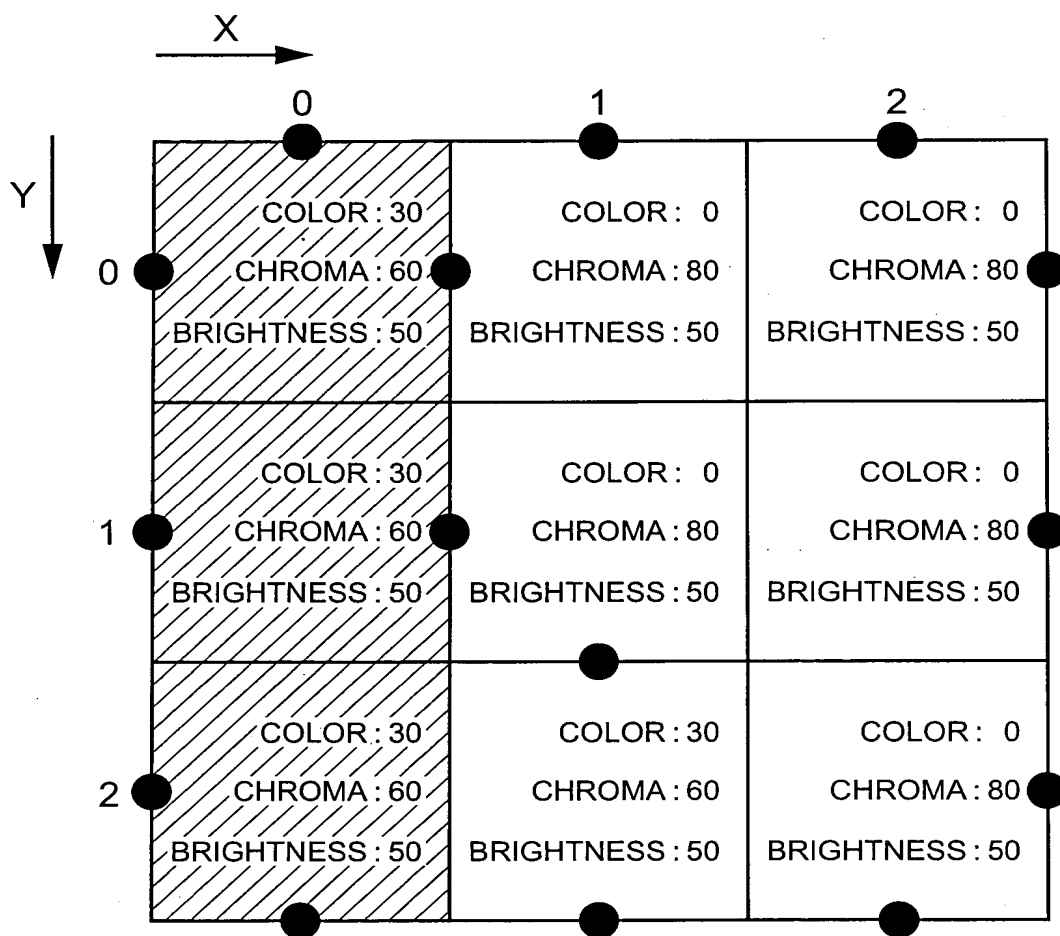 X
0 1 2
Y
0
COLOR : 30 COLOR : 0 COLOR : 0
CHROMA : 60 CHROMA : 80 CHROMA : 80
BRIGHTNESS : 50 BRIGHTNESS : 50 BRIGHTNESS : 50
1
COLOR : 30 COLOR : 0 COLOR : 0
CHROMA : 60 CHROMA : 80 CHROMA : 80
BRIGHTNESS : 50 BRIGHTNESS : 50 BRIGHTNESS : 50
2
COLOR : 30 COLOR : 30 COLOR : 0
CHROMA : 60 CHROMA : 60 CHROMA : 80
BRIGHTNESS : 50 BRIGHTNESS : 50 BRIGHTNESS : 50